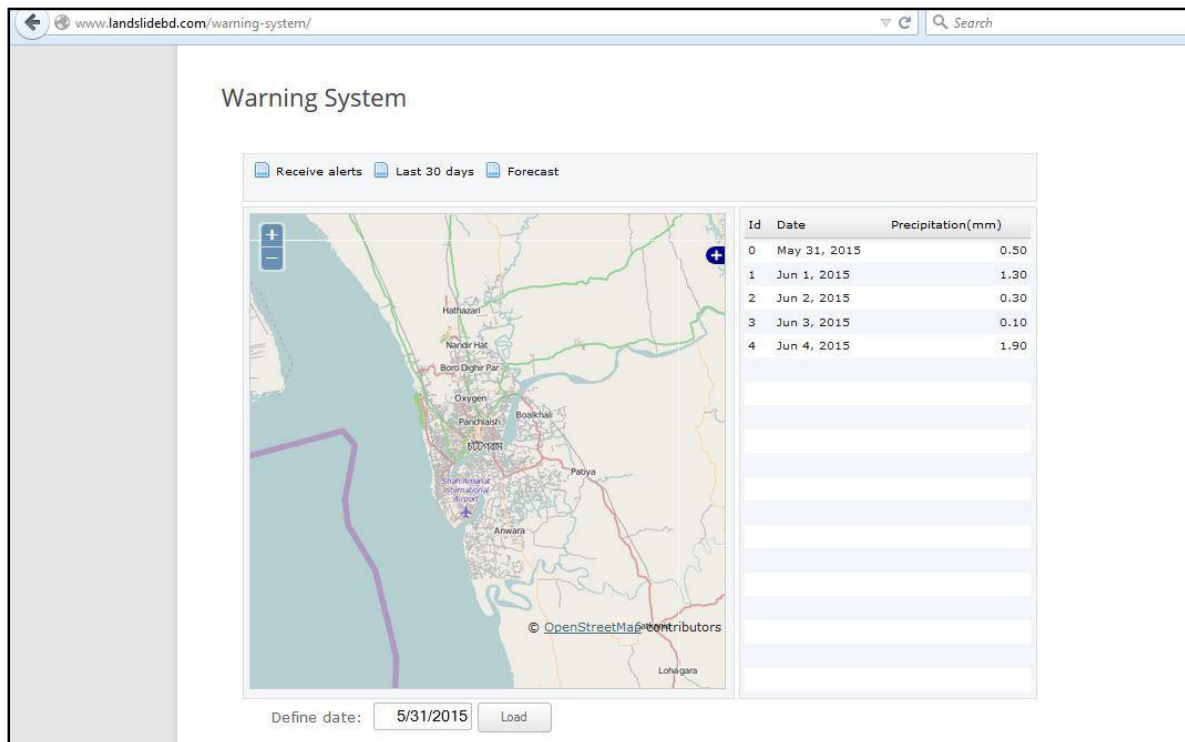 www.landslidebd.com/warning-system/
Search
Warning System
Receive alerts Last 30 days Forecast
Id Date Precipitation(mm)
0 May 31, 2015 0.50
1 Jun 1, 2015 1.30
2 Jun 2, 2015 0.30
3 Jun 3, 2015 0.10
4 Jun 4, 2015 1.90
+
−
+
Hathazari
Nandir Hat
Boro Dighir Par
Oxygen
Panchlaish
Boalkhali
Patiya
Shah Amanat
International
Airport
Anwara
© OpenStreetMap contributors
Lohagara
Define date: 5/31/2015 Load